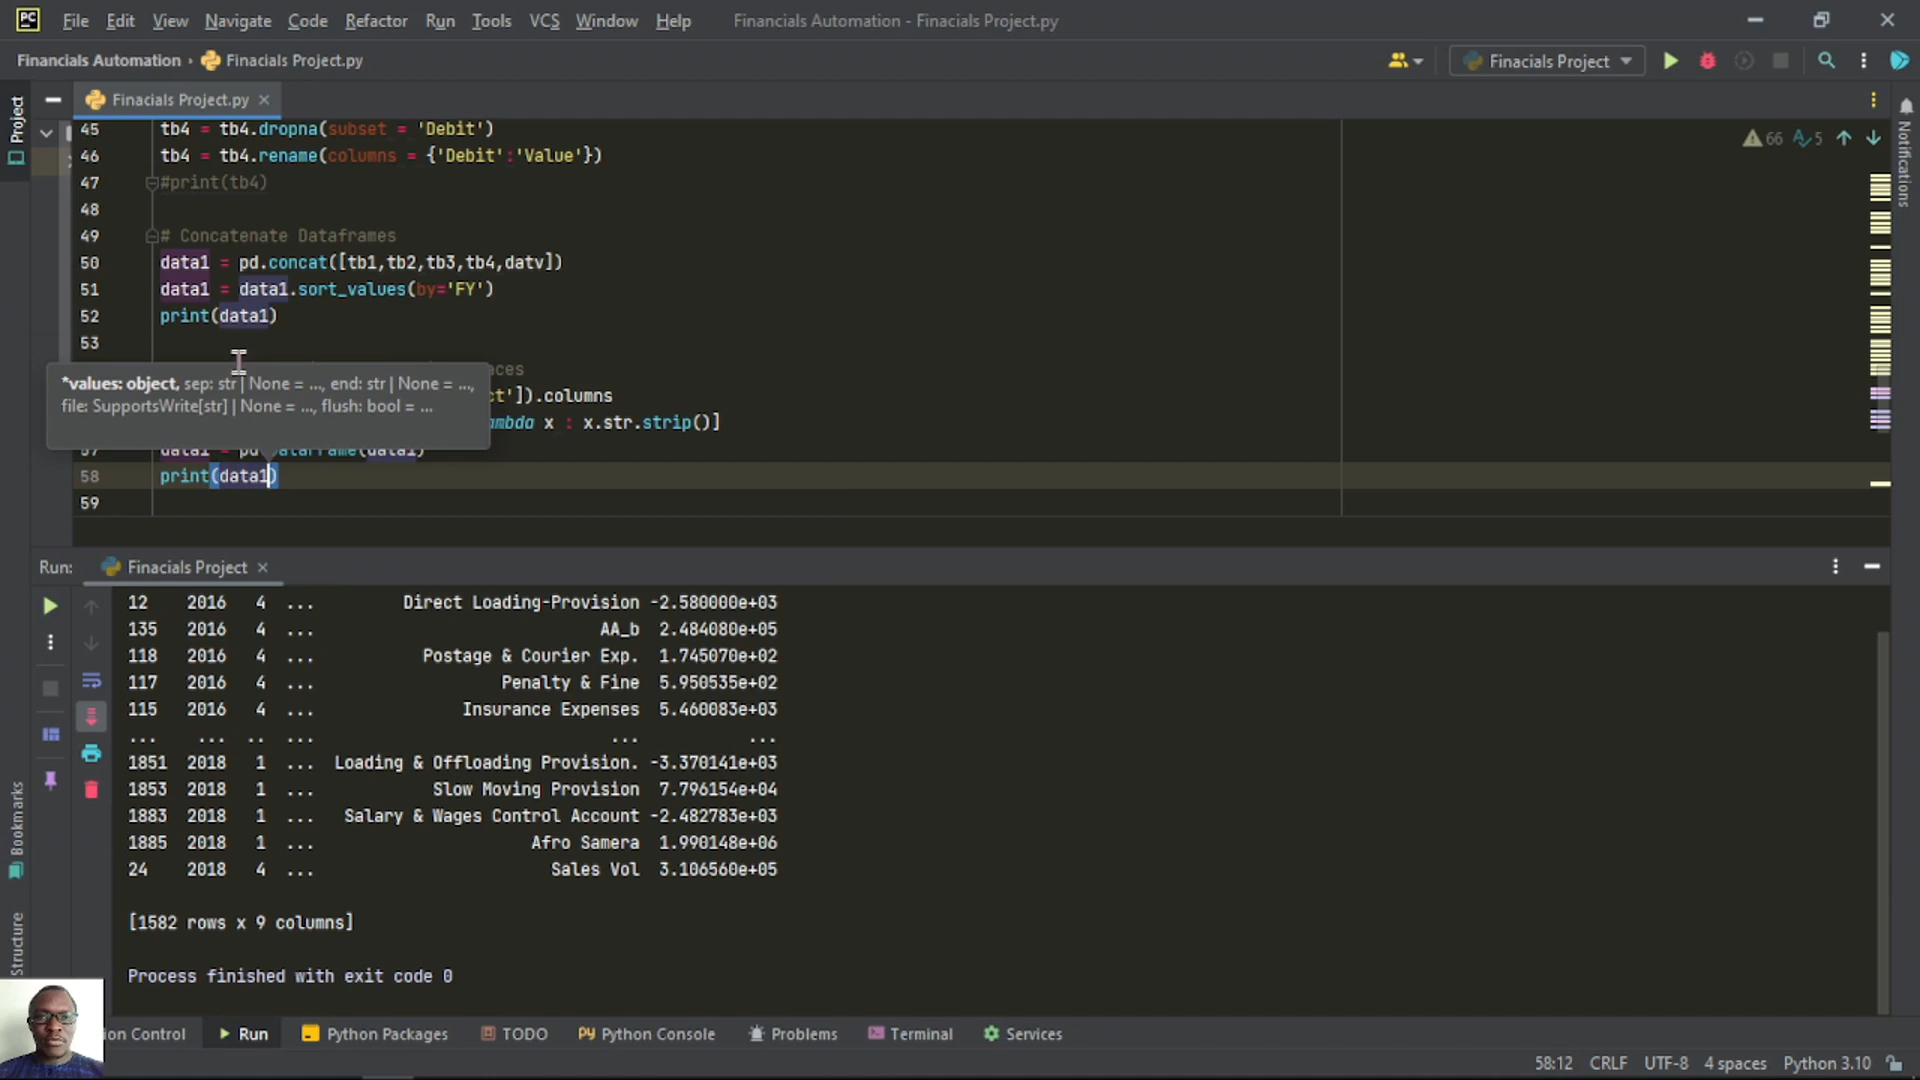 PC File Edit View Navigate Code Refactor Run Tools VCS Window Help Financials Automation - Finacials Project.py
Financials Automation Finacials Project.py Finacials Project
Project Finacials Project.py
Notifications
66 5
45 tb4 = tb4.dropna(subset = 'Debit')
46 tb4 = tb4.rename(columns = {'Debit':'Value'})
47 #print(tb4)
48
49 # Concatenate Dataframes
50 data1 = pd.concat([tb1,tb2,tb3,tb4,datv])
51 data1 = data1.sort_values(by='FY')
52 print(data1)
53
aces
*values: object, sep: str | None = ..., end: str | None = ...,
ct']).columns
file: SupportsWrite[str] | None = ..., flush: bool = ...
ambda x : x.str.strip()]
57 data1 = pd.DataFrame(data1)
58 print(data1)
59
Run: Finacials Project
12 2016 4 ... Direct Loading-Provision -2.580000e+03
135 2016 4 ... AA_b 2.484080e+05
118 2016 4 ... Postage & Courier Exp. 1.745070e+02
117 2016 4 ... Penalty & Fine 5.950535e+02
115 2016 4 ... Insurance Expenses 5.460083e+03
... ... .. ... ... ...
1851 2018 1 ... Loading & Offloading Provision. -3.370141e+03
1853 2018 1 ... Slow Moving Provision 7.796154e+04
1883 2018 1 ... Salary & Wages Control Account -2.482783e+03
1885 2018 1 ... Afro Samera 1.990148e+06
24 2018 4 ... Sales Vol 3.106560e+05
[1582 rows x 9 columns]
Process finished with exit code 0
Bookmarks
Structure
ion Control Run Python Packages TODO Python Console Problems Terminal Services
58:12 CRLF UTF-8 4 spaces Python 3.10